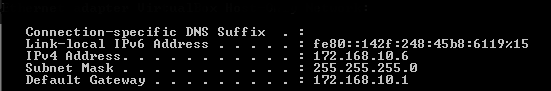 Connection-specific DNS Suffix . :
Link-local IPv6 Address . . . . . : fe80::142f:248:45b8:6119%15
IPv4 Address. . . . . . . . . . . : 172.168.10.6
Subnet Mask . . . . . . . . . . . : 255.255.255.0
Default Gateway . . . . . . . . . : 172.168.10.1